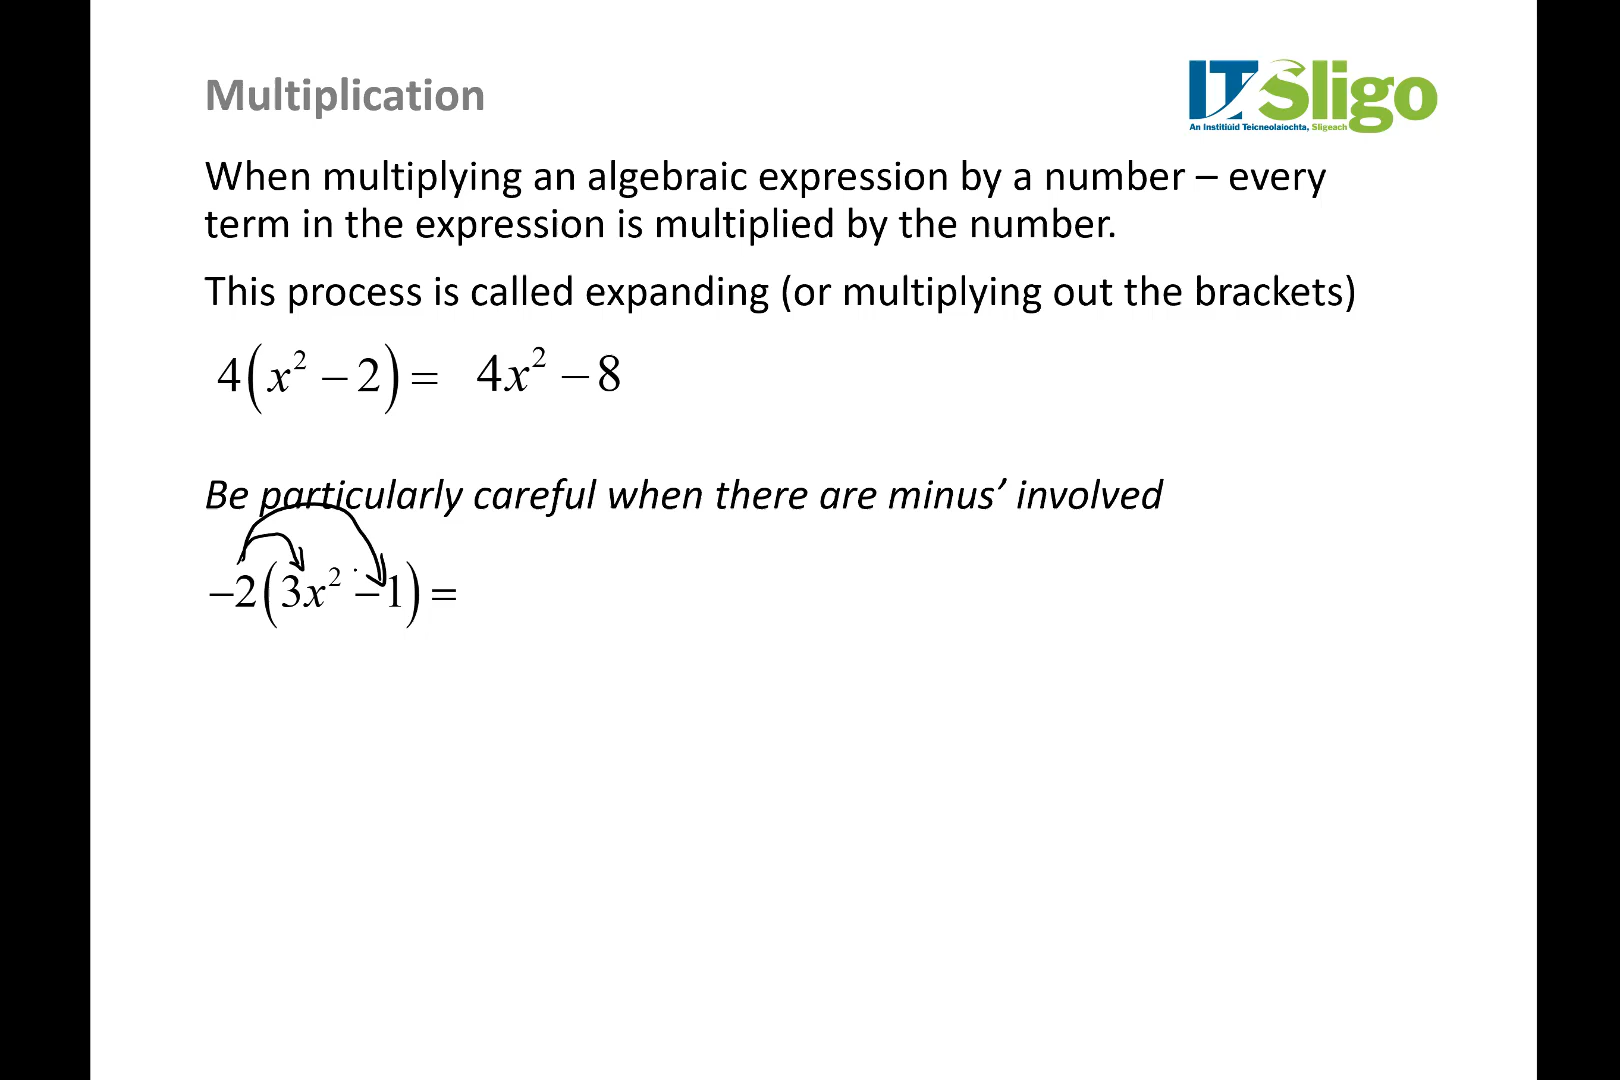 Multiplication
ITSligo
An Institiúid Teicneolaíochta, Sligeach
When multiplying an algebraic expression by a number – every
term in the expression is multiplied by the number.
This process is called expanding (or multiplying out the brackets)
4(x² − 2) = 4x² − 8
Be particularly careful when there are minus’ involved
−2(3x² − 1) =